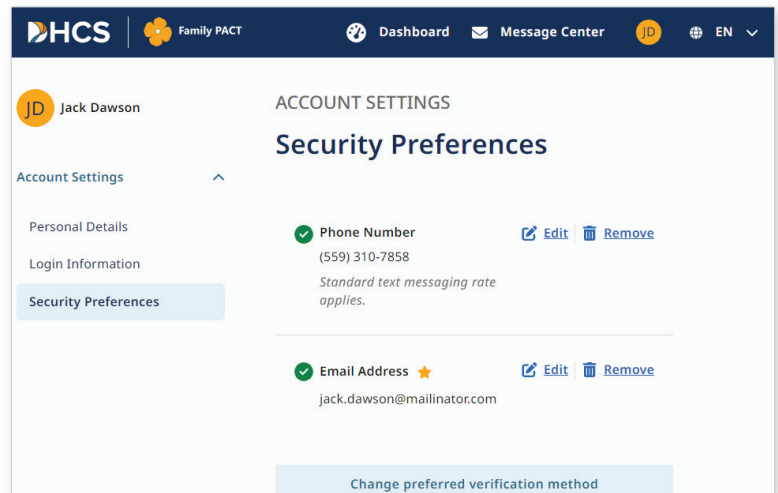 DHCS Family PACT Dashboard Message Center JD EN
JD Jack Dawson
Account Settings
Personal Details
Login Information
Security Preferences
ACCOUNT SETTINGS
Security Preferences
Phone Number Edit Remove
(559) 310-7858
Standard text messaging rate
applies.
Email Address Edit Remove
jack.dawson@mailinator.com
Change preferred verification method